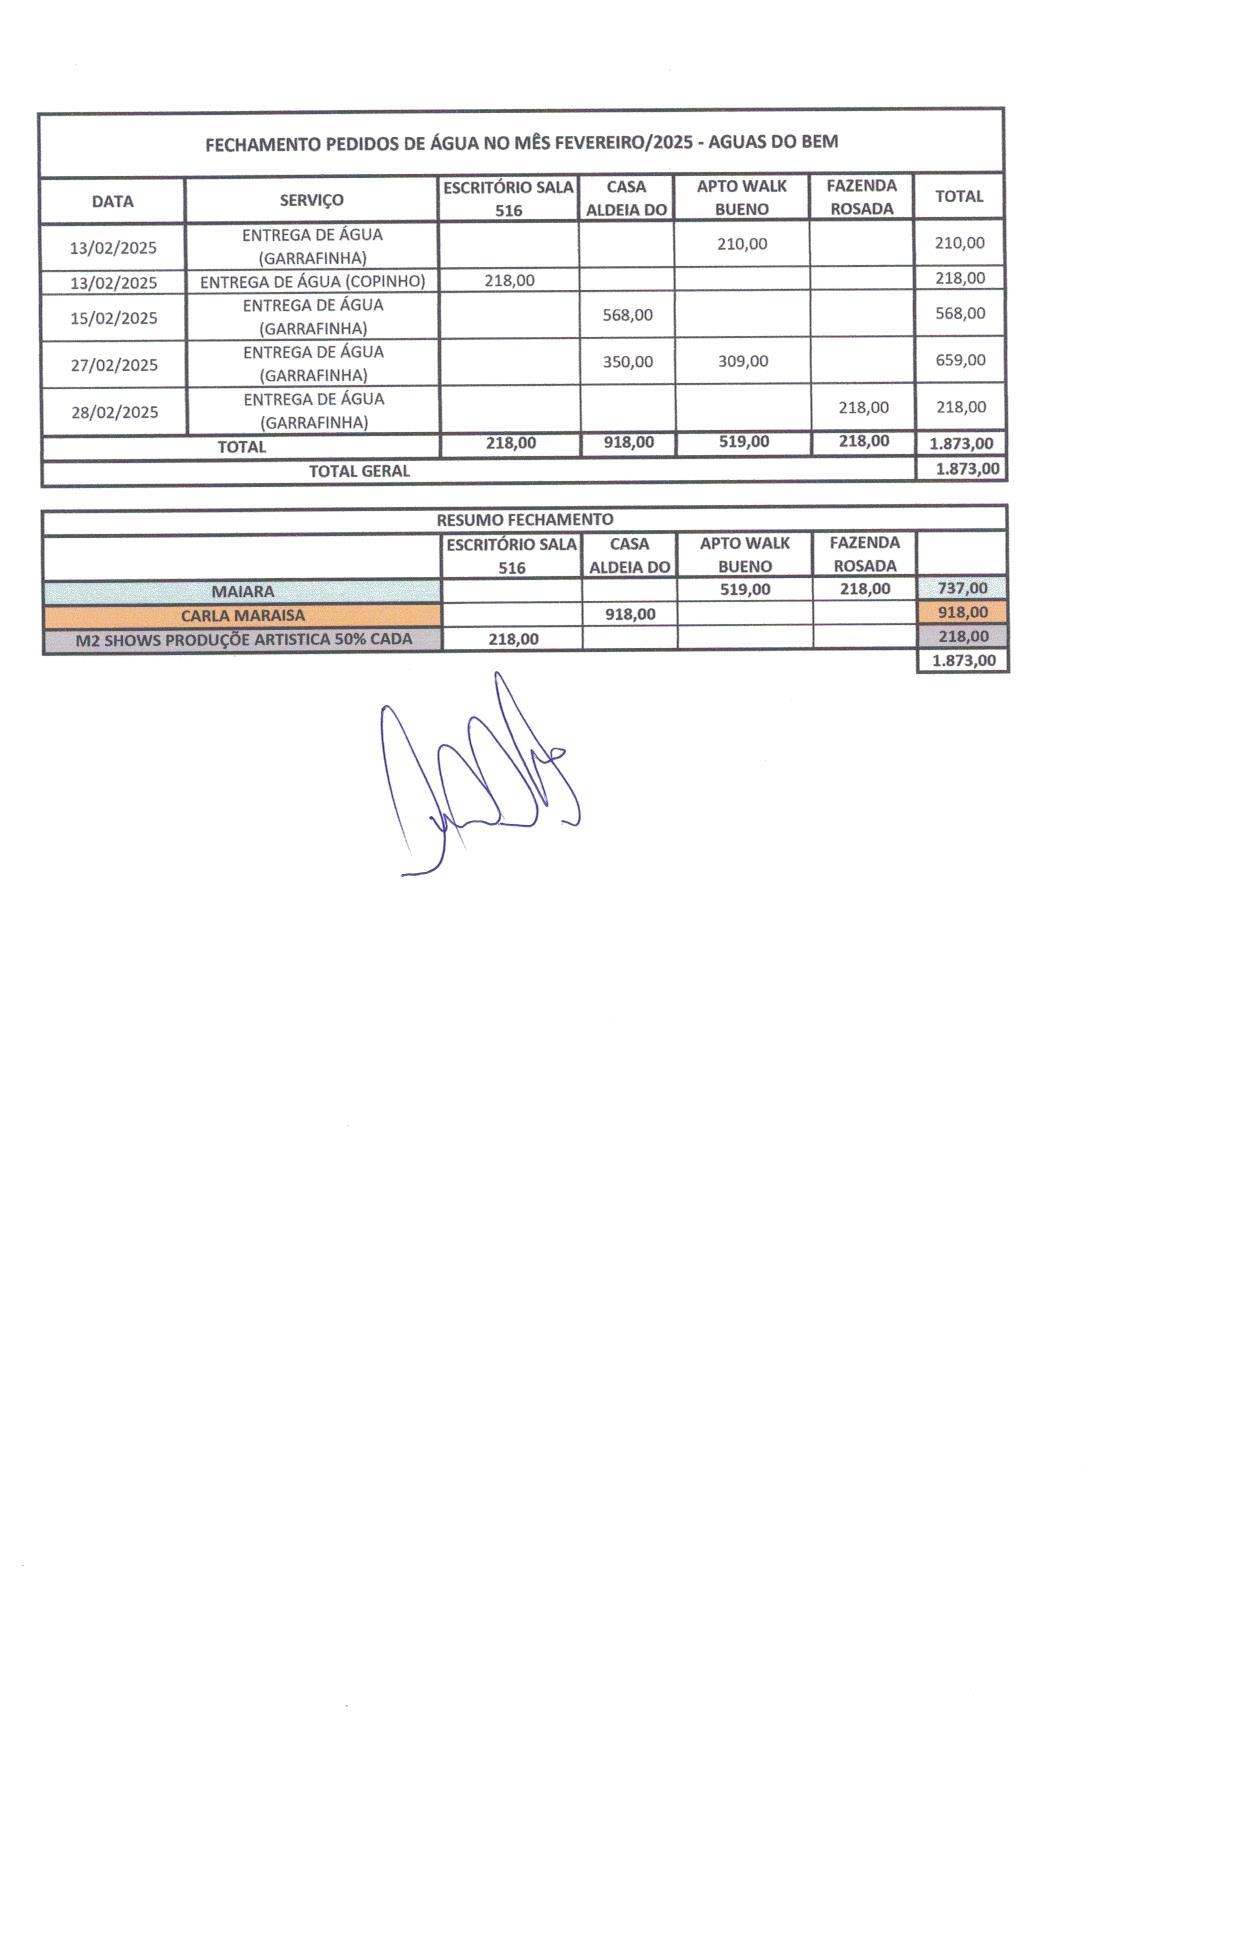 FECHAMENTO PEDIDOS DE ÁGUA NO MÊS FEVEREIRO/2025 - AGUAS DO BEM
DATA SERVIÇO ESCRITÓRIO SALA 516 CASA ALDEIA DO APTO WALK BUENO FAZENDA ROSADA TOTAL
13/02/2025 ENTREGA DE ÁGUA (GARRAFINHA) 210,00 210,00
13/02/2025 ENTREGA DE ÁGUA (COPINHO) 218,00 218,00
15/02/2025 ENTREGA DE ÁGUA (GARRAFINHA) 568,00 568,00
27/02/2025 ENTREGA DE ÁGUA (GARRAFINHA) 350,00 309,00 659,00
28/02/2025 ENTREGA DE ÁGUA (GARRAFINHA) 218,00 218,00
TOTAL 218,00 918,00 519,00 218,00 1.873,00
TOTAL GERAL 1.873,00
RESUMO FECHAMENTO
ESCRITÓRIO SALA 516 CASA ALDEIA DO APTO WALK BUENO FAZENDA ROSADA
MAIARA 519,00 218,00 737,00
CARLA MARAISA 918,00 918,00
M2 SHOWS PRODUÇÕE ARTISTICA 50% CADA 218,00 218,00
1.873,00